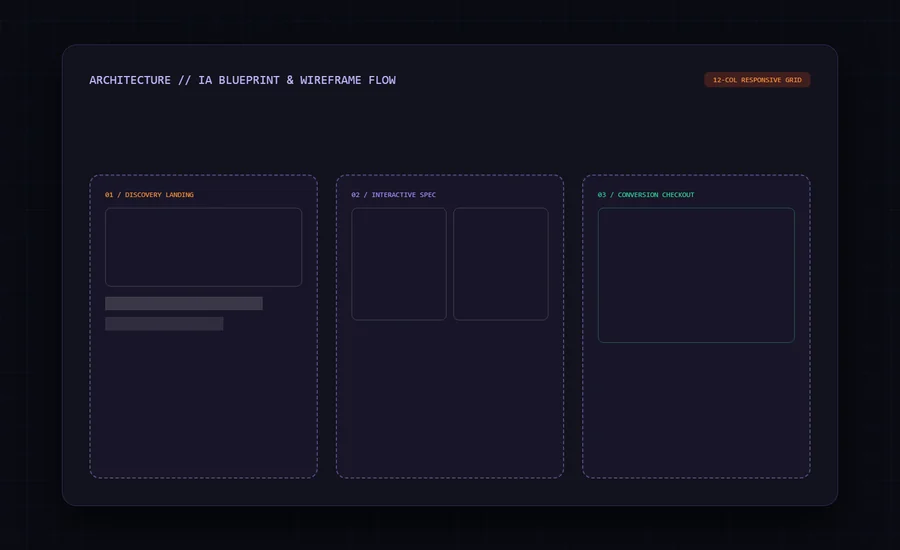 ARCHITECTURE // IA BLUEPRINT & WIREFRAME FLOW
12-COL RESPONSIVE GRID
01 / DISCOVERY LANDING
02 / INTERACTIVE SPEC
03 / CONVERSION CHECKOUT